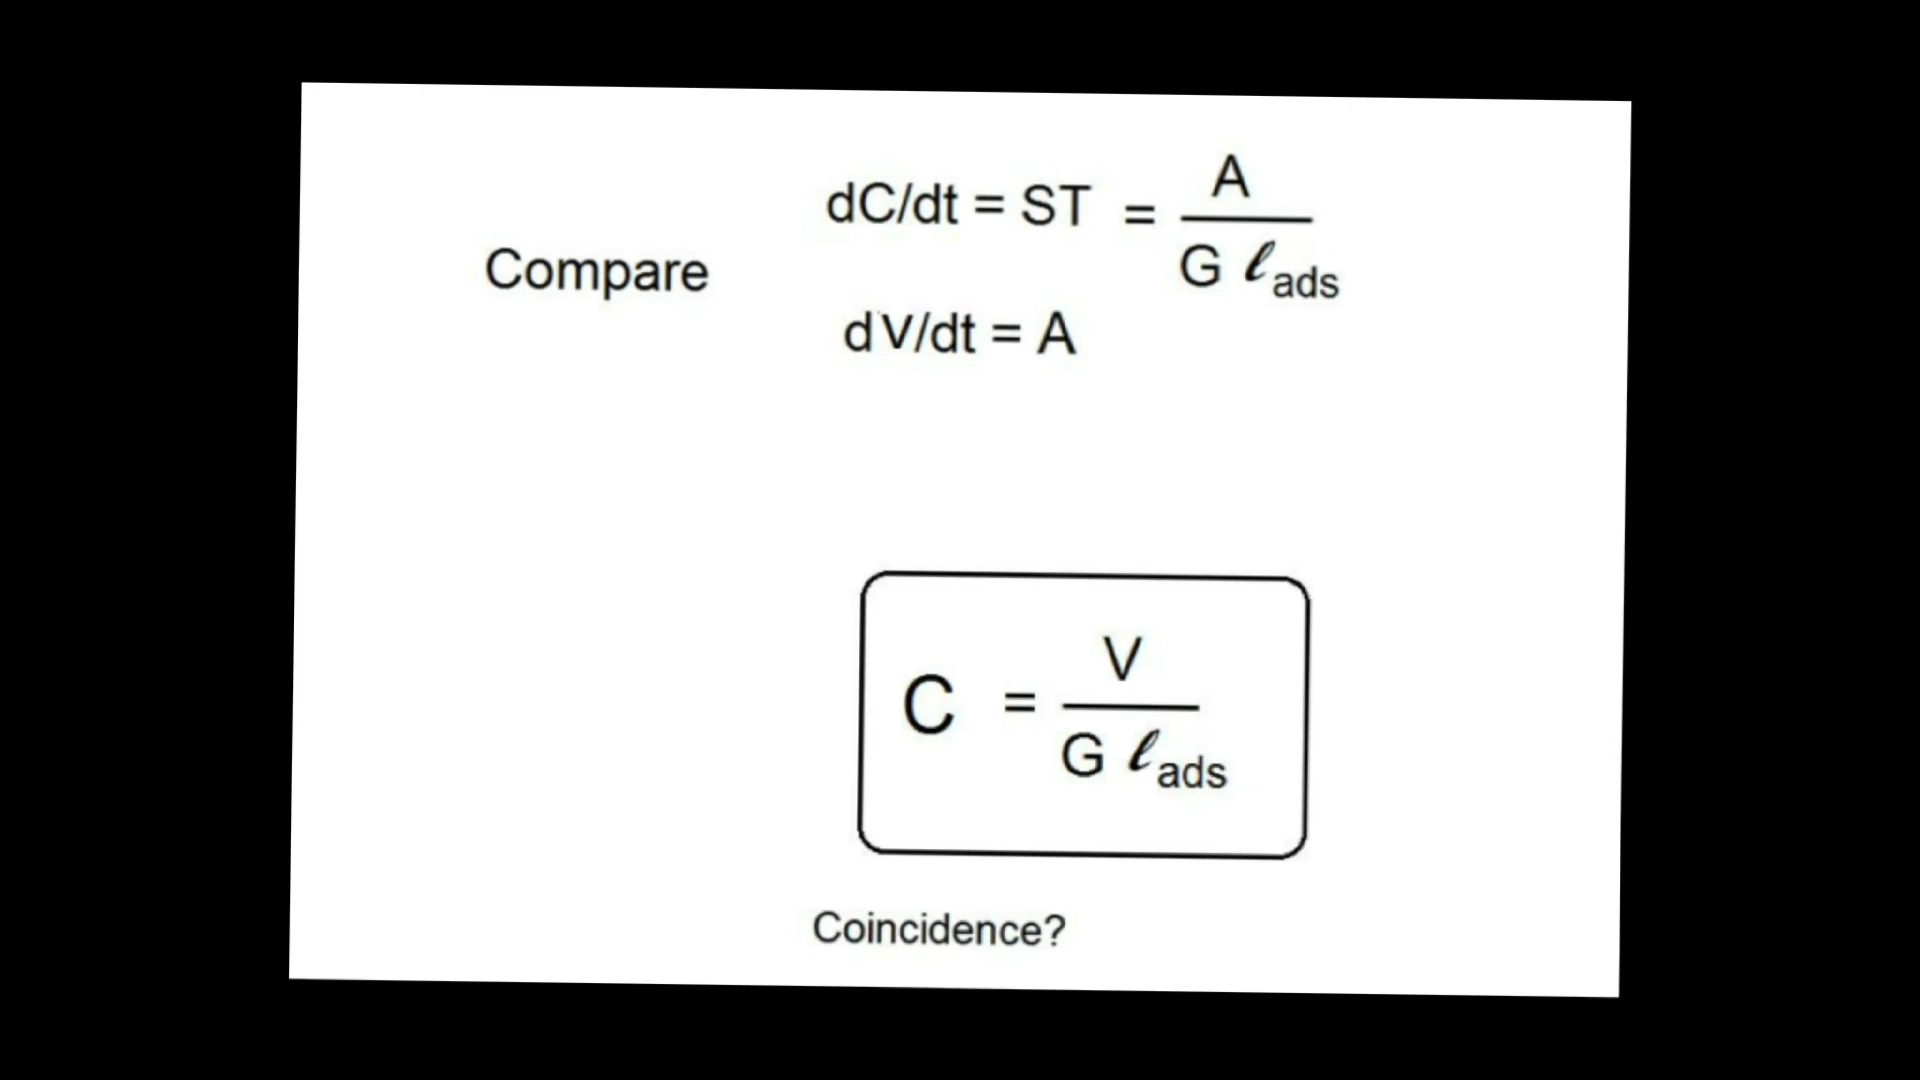 dC/dt = ST = A / G ℓads
Compare
dV/dt = A
C = V / G ℓads
Coincidence?